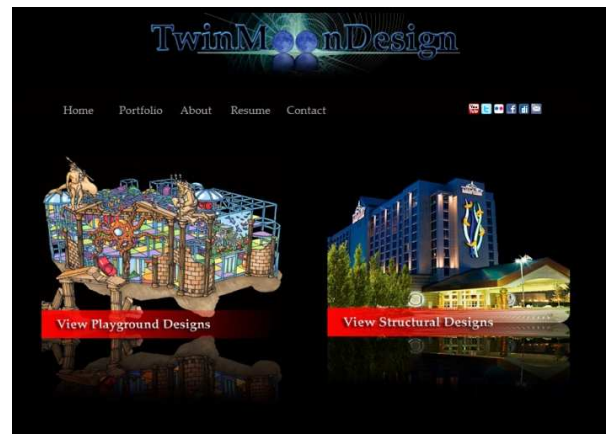 TwinMoonDesign
Home Portfolio About Resume Contact
View Playground Designs
View Structural Designs